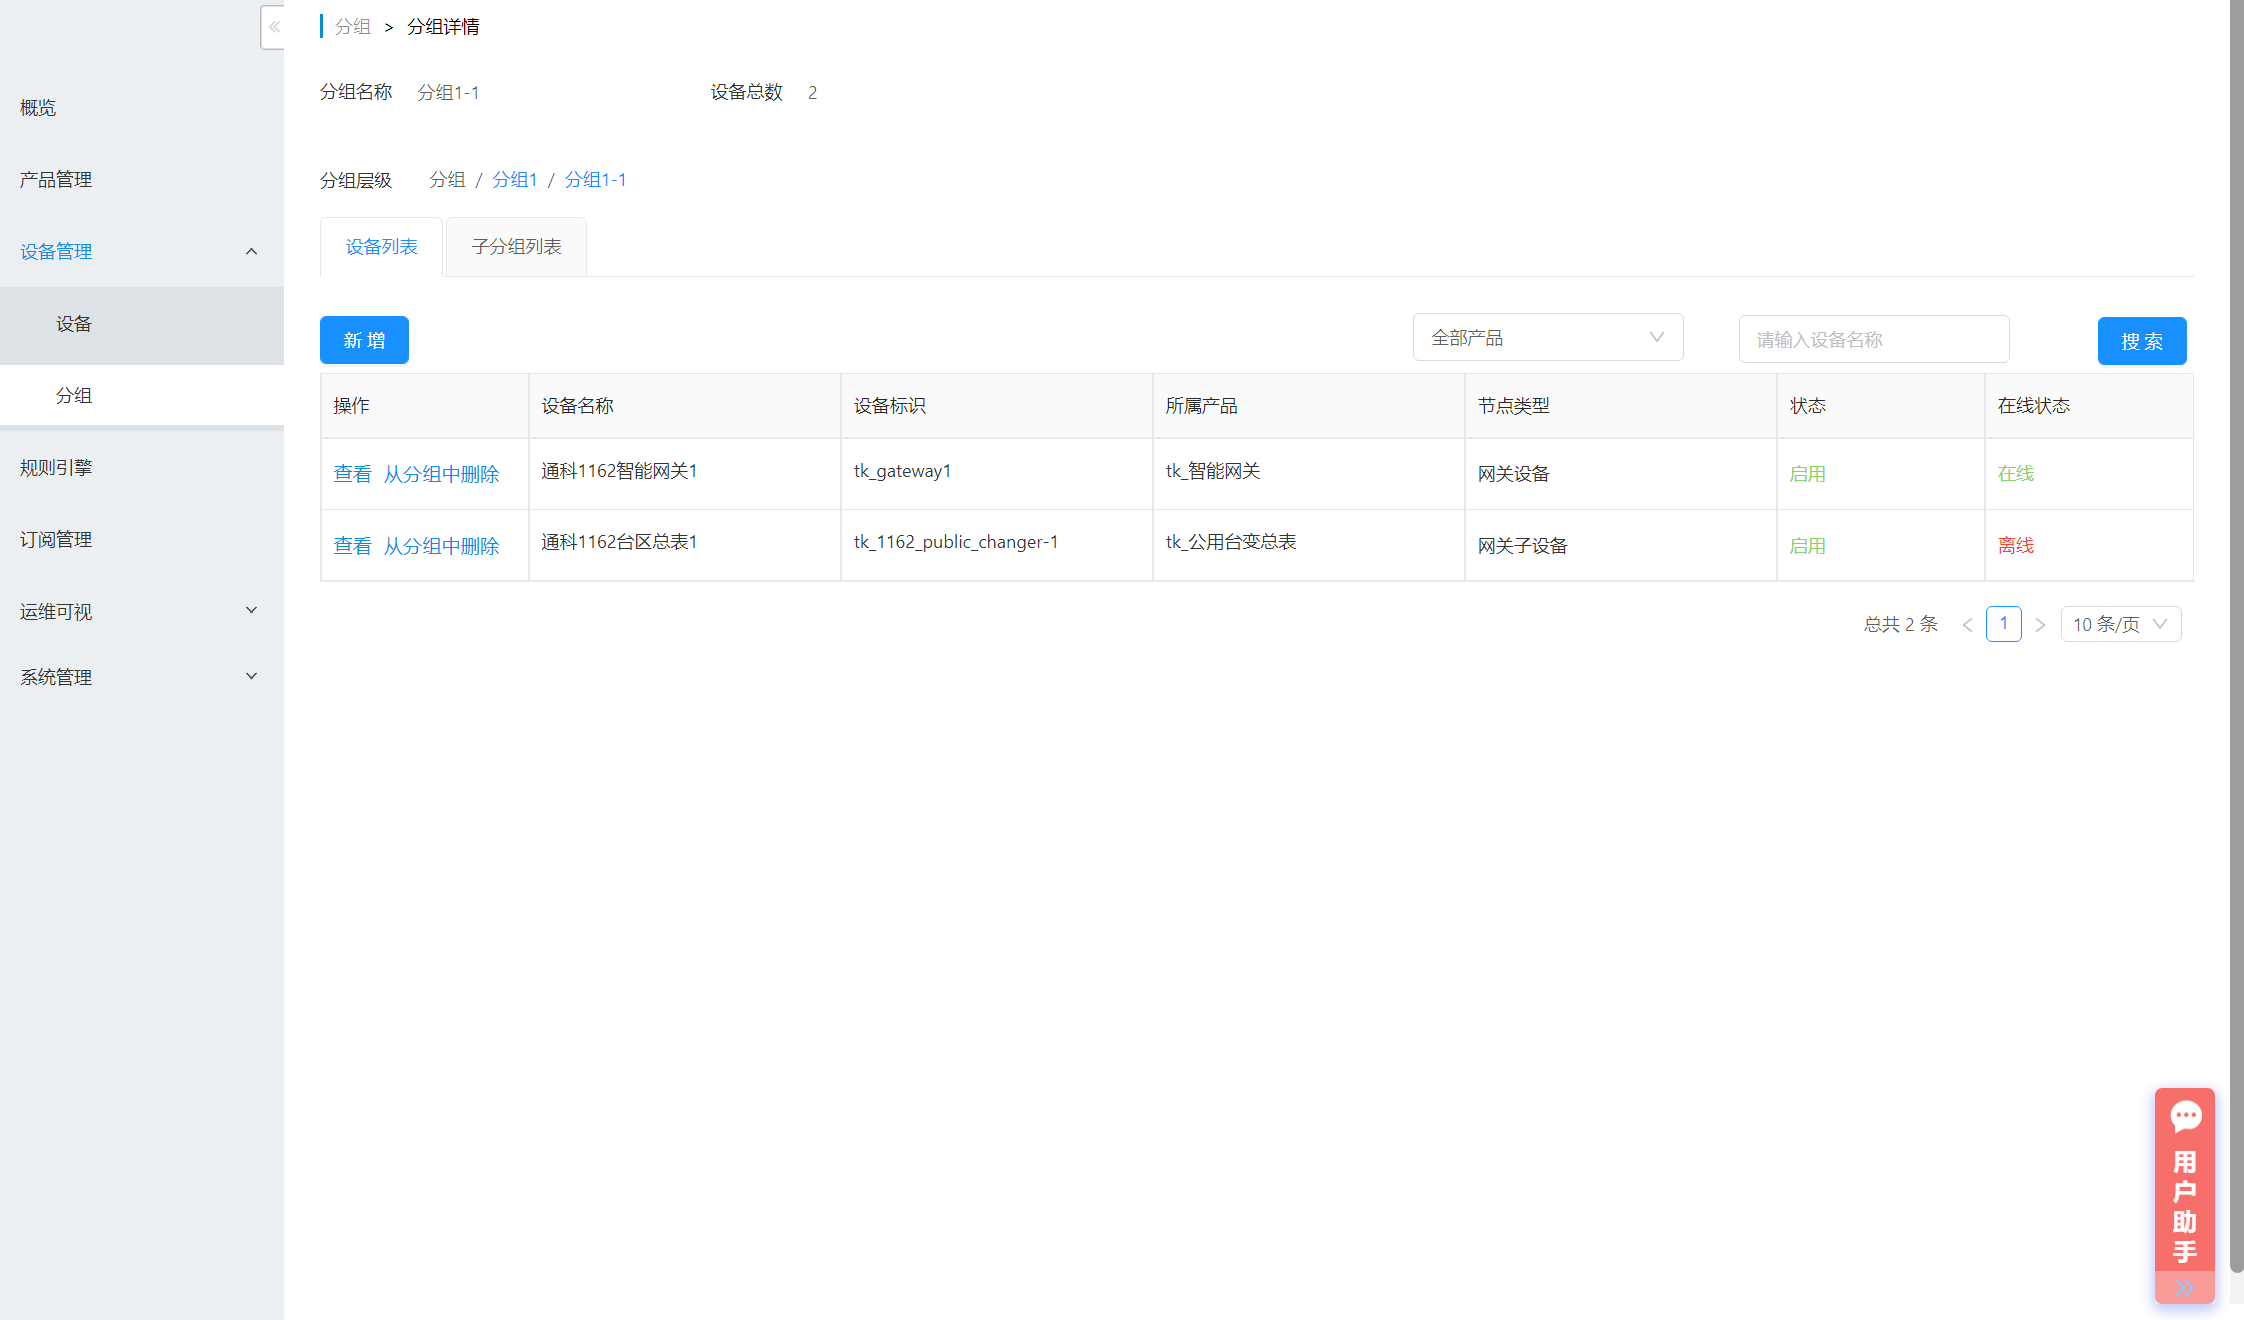 分组 > 分组详情
概览
产品管理
设备管理
设备
分组
规则引擎
订阅管理
运维可视
系统管理
分组名称 分组1-1 设备总数 2
分组层级 分组 / 分组1 / 分组1-1
设备列表 子分组列表
新增 全部产品 请输入设备名称 搜索
操作 设备名称 设备标识 所属产品 节点类型 状态 在线状态
查看 从分组中删除 通科1162智能网关1 tk_gateway1 tk_智能网关 网关设备 启用 在线
查看 从分组中删除 通科1162台区总表1 tk_1162_public_changer-1 tk_公用台变总表 网关子设备 启用 离线
总共 2 条 < 1 > 10 条/页
用户助手